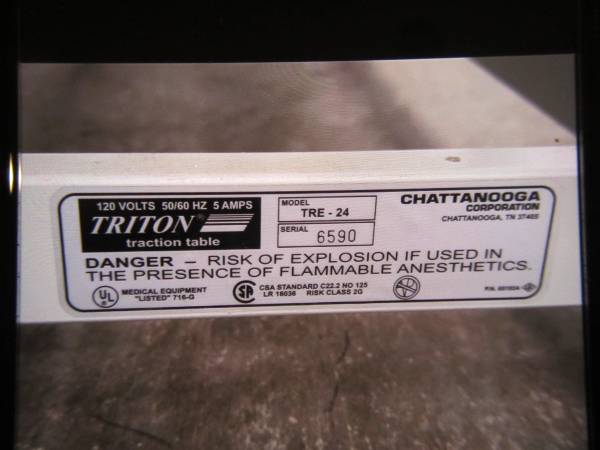 120 VOLTS 50/60 HZ 5 AMPS
TRITON
traction table
MODEL
TRE - 24
SERIAL
6590
CHATTANOOGA
CORPORATION
CHATTANOOGA, TN 37405
DANGER – RISK OF EXPLOSION IF USED IN
THE PRESENCE OF FLAMMABLE ANESTHETICS.
UL
MEDICAL EQUIPMENT
"LISTED" 716-G
SA
CSA STANDARD C22.2 NO 125
LR 16036 RISK CLASS 2G
P/N.